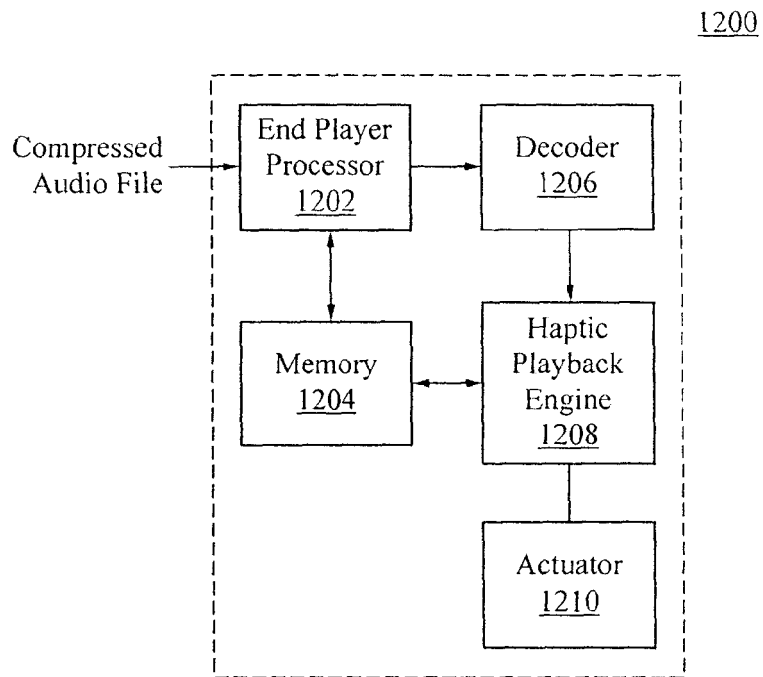 1200
Compressed
Audio File
End Player
Processor
1202
Decoder
1206
Memory
1204
Haptic
Playback
Engine
1208
Actuator
1210